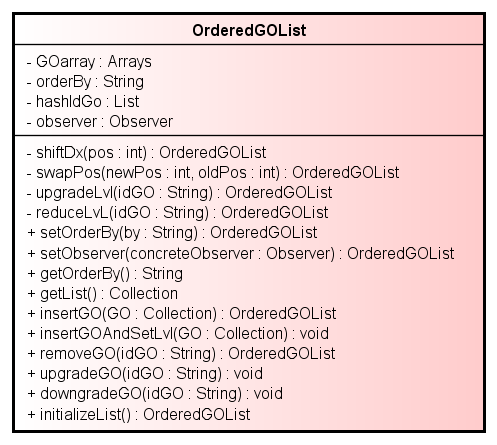 OrderedGOList
- GOarray : Arrays
- orderBy : String
- hashIdGo : List
- observer : Observer
- shiftDx(pos : int) : OrderedGOList
- swapPos(newPos : int, oldPos : int) : OrderedGOList
- upgradeLvl(idGO : String) : OrderedGOList
- reduceLvL(idGO : String) : OrderedGOList
+ setOrderBy(by : String) : OrderedGOList
+ setObserver(concreteObserver : Observer) : OrderedGOList
+ getOrderBy() : String
+ getList() : Collection
+ insertGO(GO : Collection) : OrderedGOList
+ insertGOAndSetLvl(GO : Collection) : void
+ removeGO(idGO : String) : OrderedGOList
+ upgradeGO(idGO : String) : void
+ downgradeGO(idGO : String) : void
+ initializeList() : OrderedGOList